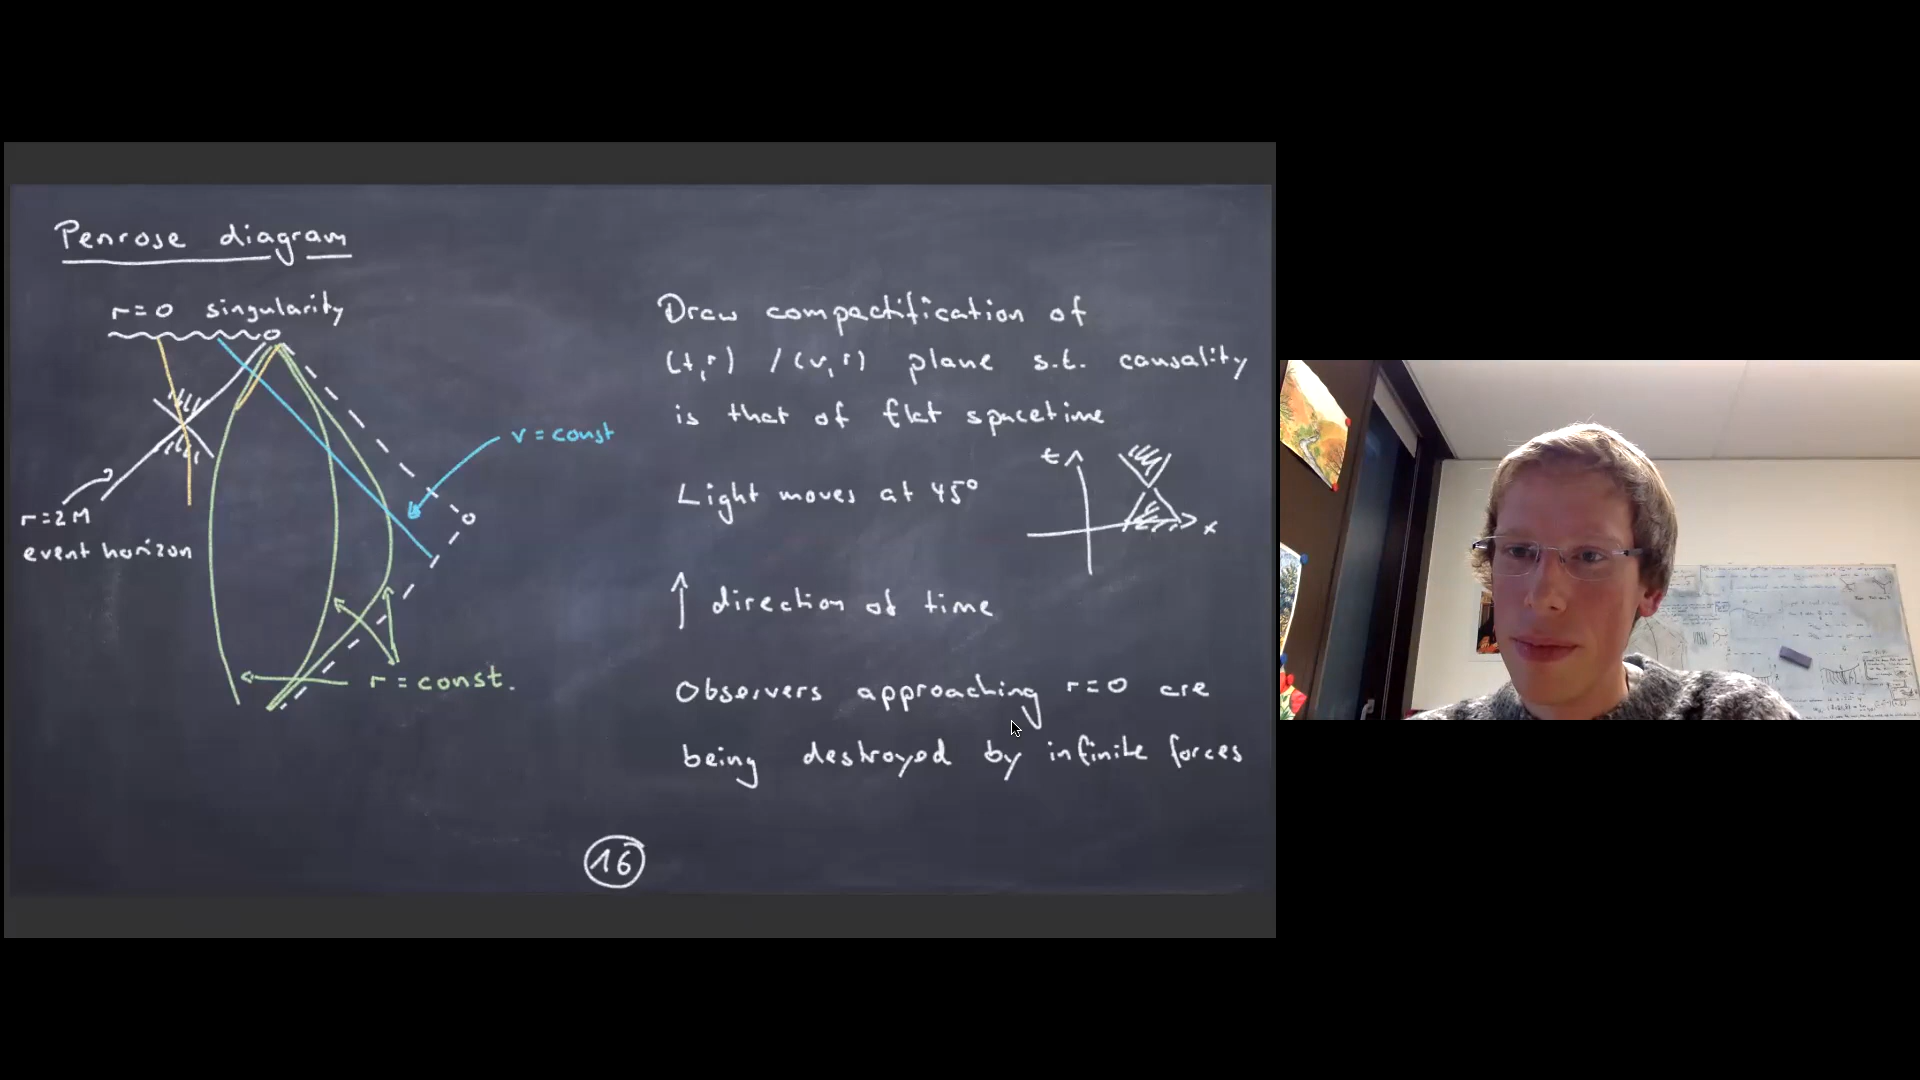 Penrose diagram
r=0 singularity
v=const
r=2M
event horizon
r=const.
Draw compactification of
(t,r) / (v,r) plane s.t. causality
is that of flat spacetime
Light moves at 45°
t
x
↑ direction of time
Observers approaching r=0 are
being destroyed by infinite forces
16